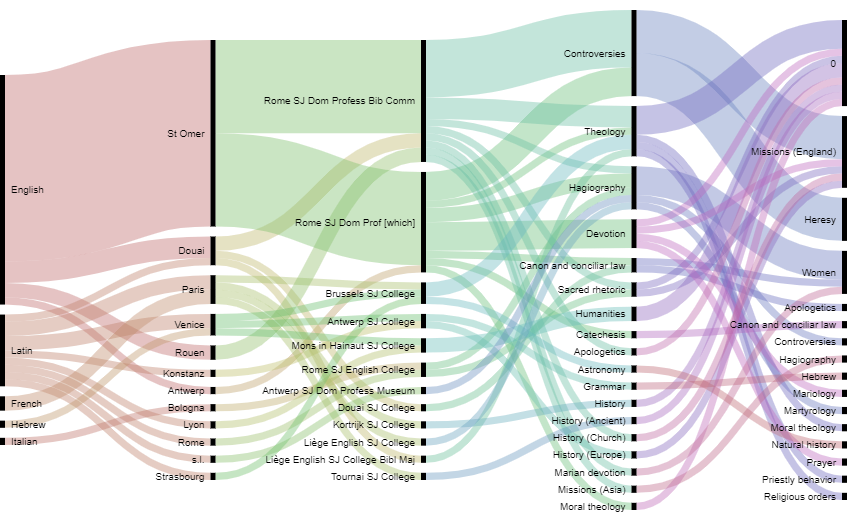 English
Latin
French
Hebrew
Italian
St Omer
Douai
Paris
Venice
Rouen
Konstanz
Antwerp
Bologna
Lyon
Rome
s.l.
Strasbourg
Rome SJ Dom Profess Bib Comm
Rome SJ Dom Prof [which]
Brussels SJ College
Antwerp SJ College
Mons in Hainaut SJ College
Rome SJ English College
Antwerp SJ Dom Profess Museum
Douai SJ College
Kortrijk SJ College
Liège English SJ College
Liège English SJ College Bibl Maj
Tournai SJ College
Controversies
Theology
Hagiography
Devotion
Canon and conciliar law
Sacred rhetoric
Humanities
Catechesis
Apologetics
Astronomy
Grammar
History
History (Ancient)
History (Church)
History (Europe)
Marian devotion
Missions (Asia)
Moral theology
0
Missions (England)
Heresy
Women
Apologetics
Canon and conciliar law
Controversies
Hagiography
Hebrew
Mariology
Martyrology
Moral theology
Natural history
Prayer
Priestly behavior
Religious orders